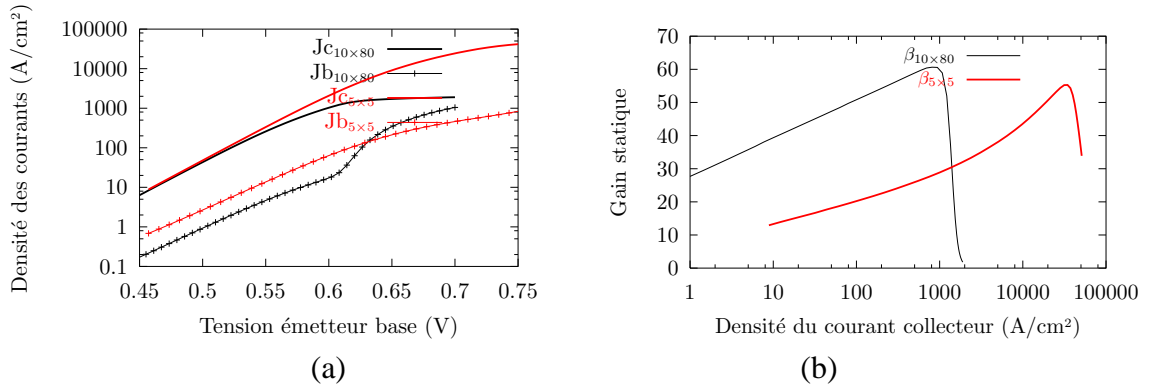 Densité des courants (A/cm²)
100000
10000
1000
100
10
1
0.1
0.45 0.5 0.55 0.6 0.65 0.7 0.75
Tension émetteur base (V)
Jc10×80
Jb10×80
Jc5×5
Jb5×5
(a)
Gain statique
70
60
50
40
30
20
10
0
1 10 100 1000 10000 100000
Densité du courant collecteur (A/cm²)
β10×80
β5×5
(b)